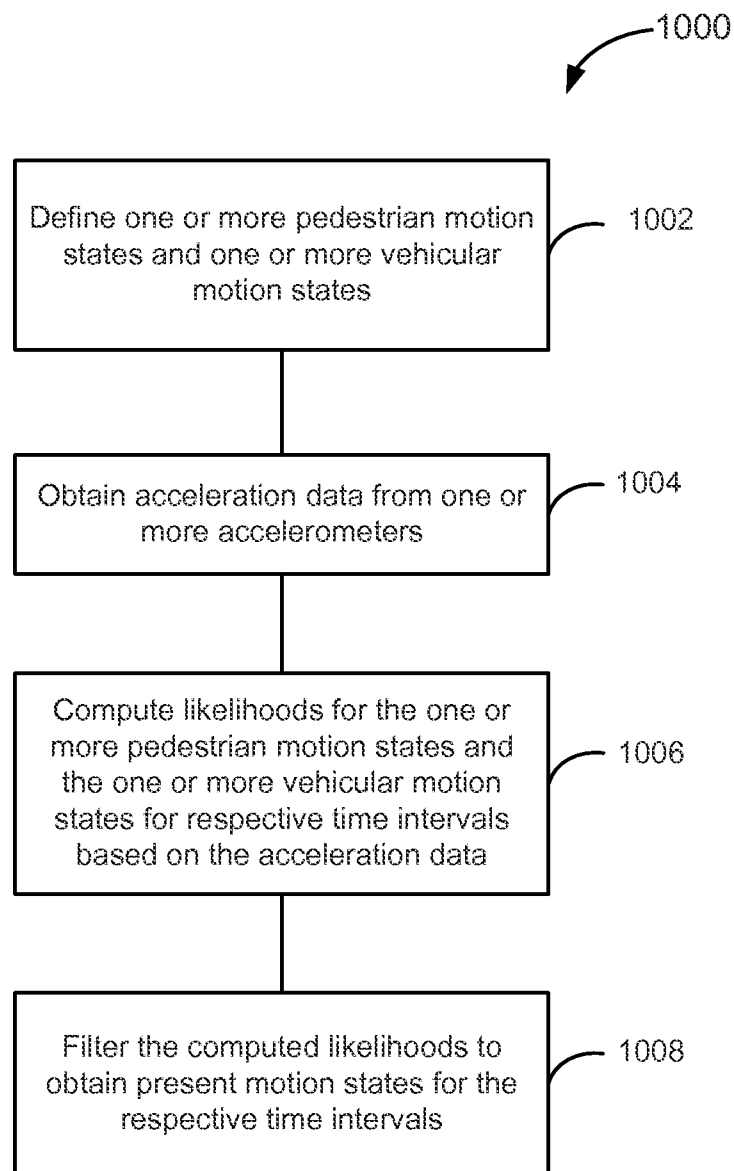 1000
Define one or more pedestrian motion
states and one or more vehicular
motion states
1002
Obtain acceleration data from one or
more accelerometers
1004
Compute likelihoods for the one or
more pedestrian motion states and
the one or more vehicular motion
states for respective time intervals
based on the acceleration data
1006
Filter the computed likelihoods to
obtain present motion states for the
respective time intervals
1008